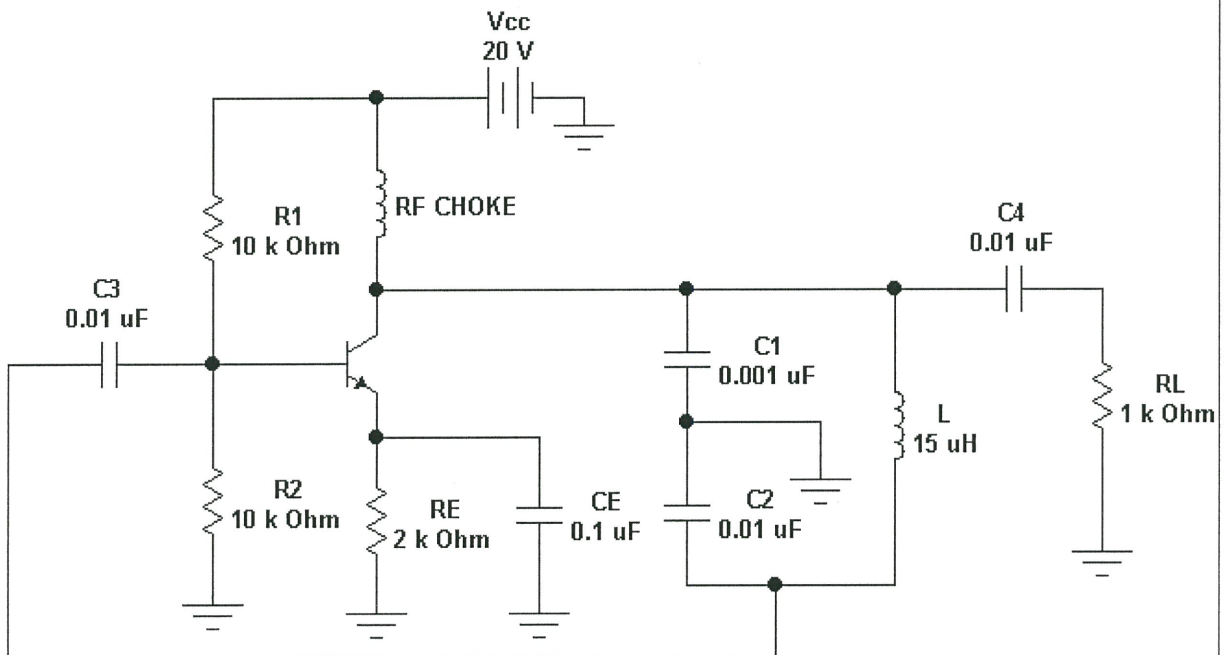 Vcc
20 V
R1
10 k Ohm
RF CHOKE
C3
0.01 uF
C4
0.01 uF
C1
0.001 uF
L
15 uH
RL
1 k Ohm
R2
10 k Ohm
RE
2 k Ohm
CE
0.1 uF
C2
0.01 uF